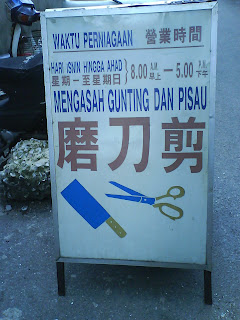 WAKTU PERNIAGAAN 營業時間
HARI ISNIN HINGGA AHAD
星期一至星期日
8.00 A.M. 早上 — 5.00 P.M. 下午
MENGASAH GUNTING DAN PISAU
磨刀剪